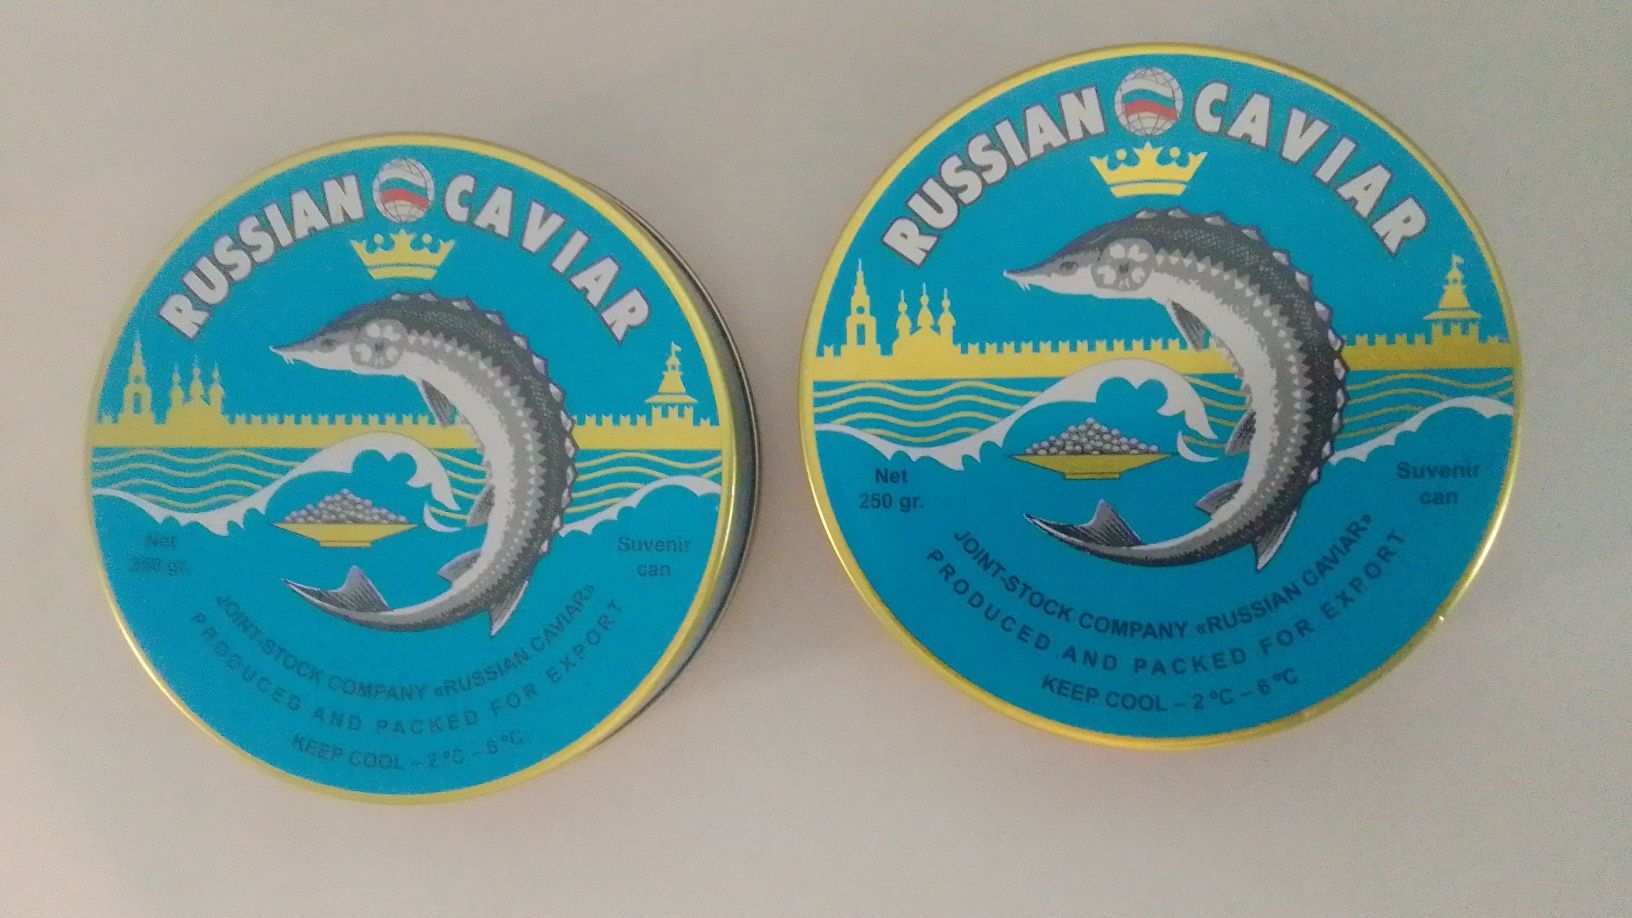 RUSSIAN CAVIAR
Net
250 gr.
Suvenir
can
JOINT-STOCK COMPANY «RUSSIAN CAVIAR»
PRODUCED AND PACKED FOR EXPORT
KEEP COOL – 2 °C – 6 °C
RUSSIAN CAVIAR
Net
250 gr.
Suvenir
can
JOINT-STOCK COMPANY «RUSSIAN CAVIAR»
PRODUCED AND PACKED FOR EXPORT
KEEP COOL – 2 °C – 6 °C